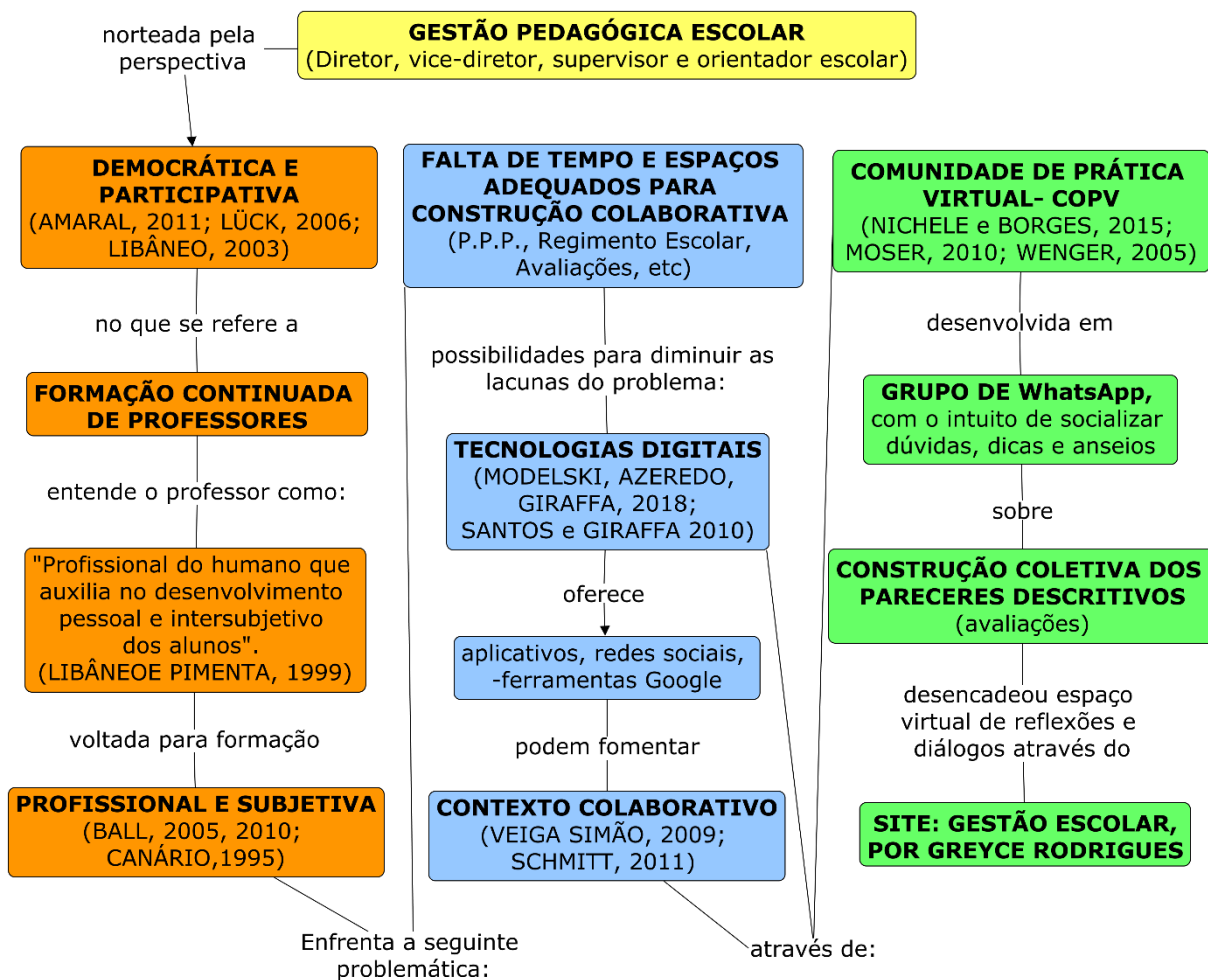 GESTÃO PEDAGÓGICA ESCOLAR
(Diretor, vice-diretor, supervisor e orientador escolar)
norteada pela
perspectiva
DEMOCRÁTICA E
PARTICIPATIVA
(AMARAL, 2011; LÜCK, 2006;
LIBÂNEO, 2003)
no que se refere a
FORMAÇÃO CONTINUADA
DE PROFESSORES
entende o professor como:
"Profissional do humano que
auxilia no desenvolvimento
pessoal e intersubjetivo
dos alunos".
(LIBÂNEOE PIMENTA, 1999)
voltada para formação
PROFISSIONAL E SUBJETIVA
(BALL, 2005, 2010;
CANÁRIO,1995)
Enfrenta a seguinte
problemática:
FALTA DE TEMPO E ESPAÇOS
ADEQUADOS PARA
CONSTRUÇÃO COLABORATIVA
(P.P.P., Regimento Escolar,
Avaliações, etc)
possibilidades para diminuir as
lacunas do problema:
TECNOLOGIAS DIGITAIS
(MODELSKI, AZEREDO,
GIRAFFA, 2018;
SANTOS e GIRAFFA 2010)
oferece
aplicativos, redes sociais,
-ferramentas Google
podem fomentar
CONTEXTO COLABORATIVO
(VEIGA SIMÃO, 2009;
SCHMITT, 2011)
através de:
COMUNIDADE DE PRÁTICA
VIRTUAL- COPV
(NICHELE e BORGES, 2015;
MOSER, 2010; WENGER, 2005)
desenvolvida em
GRUPO DE WhatsApp,
com o intuito de socializar
dúvidas, dicas e anseios
sobre
CONSTRUÇÃO COLETIVA DOS
PARECERES DESCRITIVOS
(avaliações)
desencadeou espaço
virtual de reflexões e
diálogos através do
SITE: GESTÃO ESCOLAR,
POR GREYCE RODRIGUES